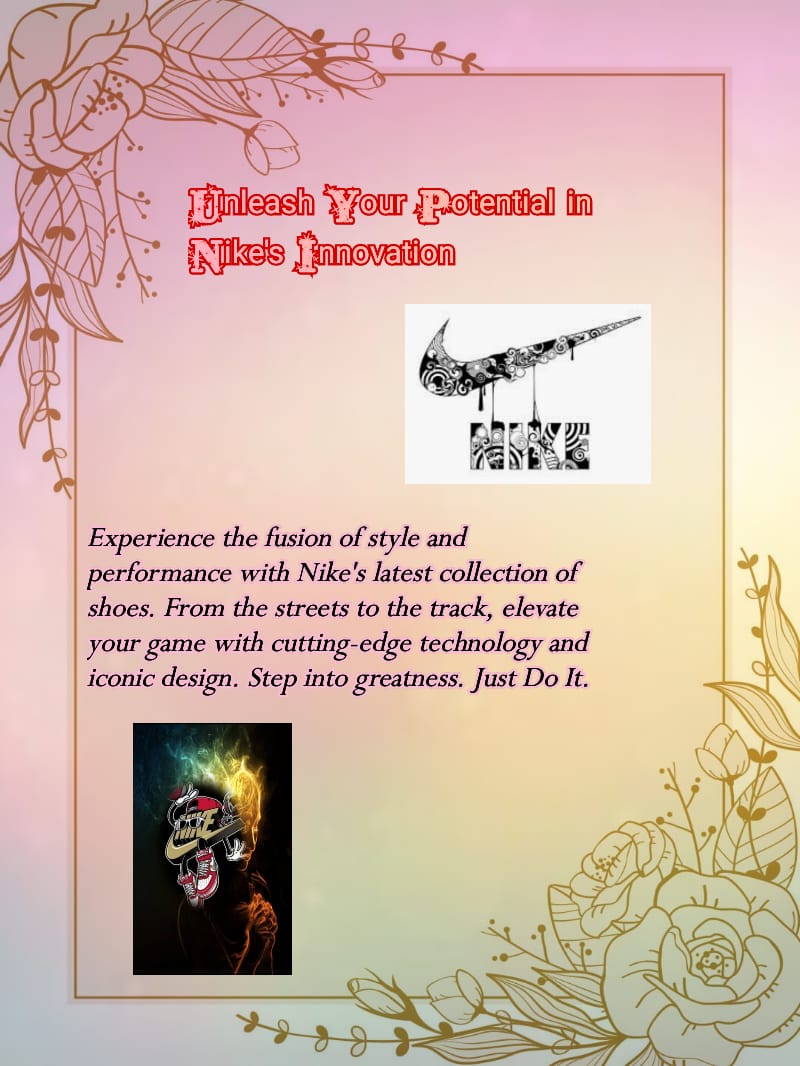 Unleash Your Potential in
Nike's Innovation
NIKE
Experience the fusion of style and
performance with Nike's latest collection of
shoes. From the streets to the track, elevate
your game with cutting-edge technology and
iconic design. Step into greatness. Just Do It.
NIKE